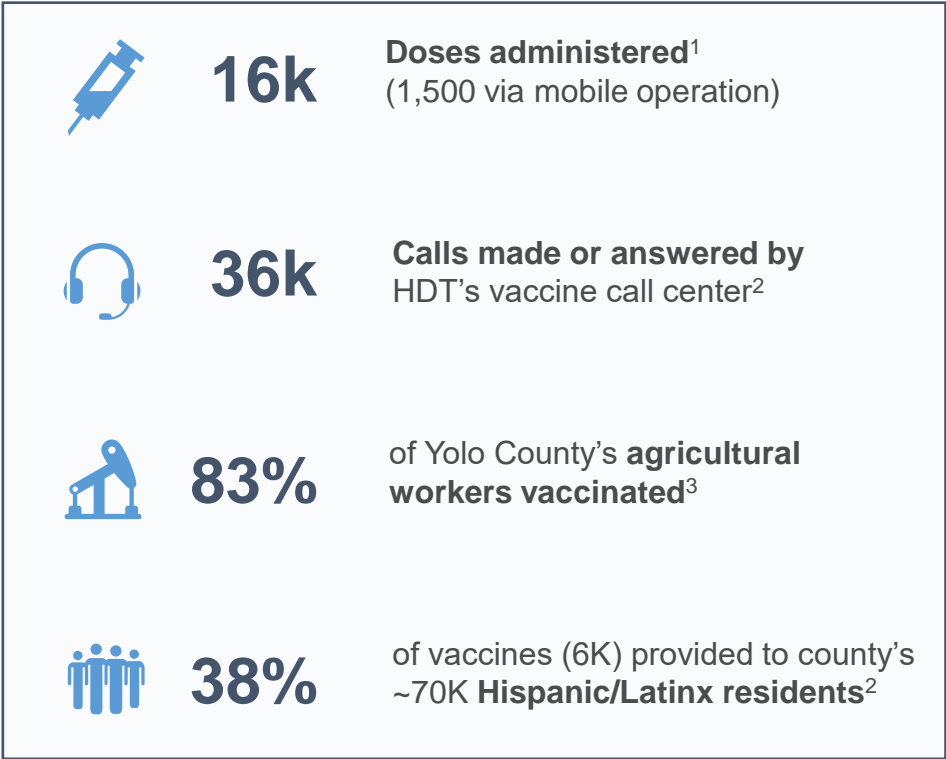 16k
Doses administered¹
(1,500 via mobile operation)
36k
Calls made or answered by
HDT’s vaccine call center²
83%
of Yolo County’s agricultural
workers vaccinated³
38%
of vaccines (6K) provided to county’s
~70K Hispanic/Latinx residents²